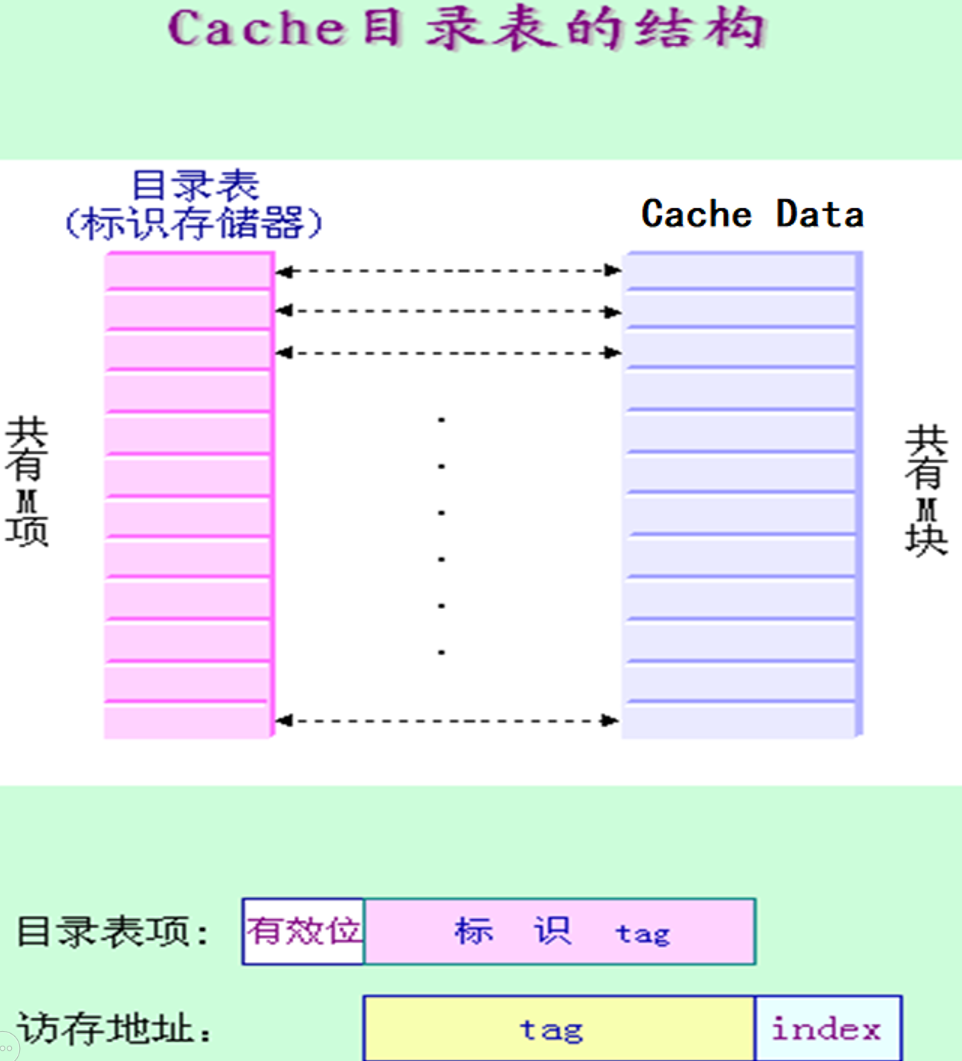 Cache目录表的结构
目录表
(标识存储器)
Cache Data
共有M项
共有M块
目录表项: 有效位 标 识 tag
访存地址: tag index